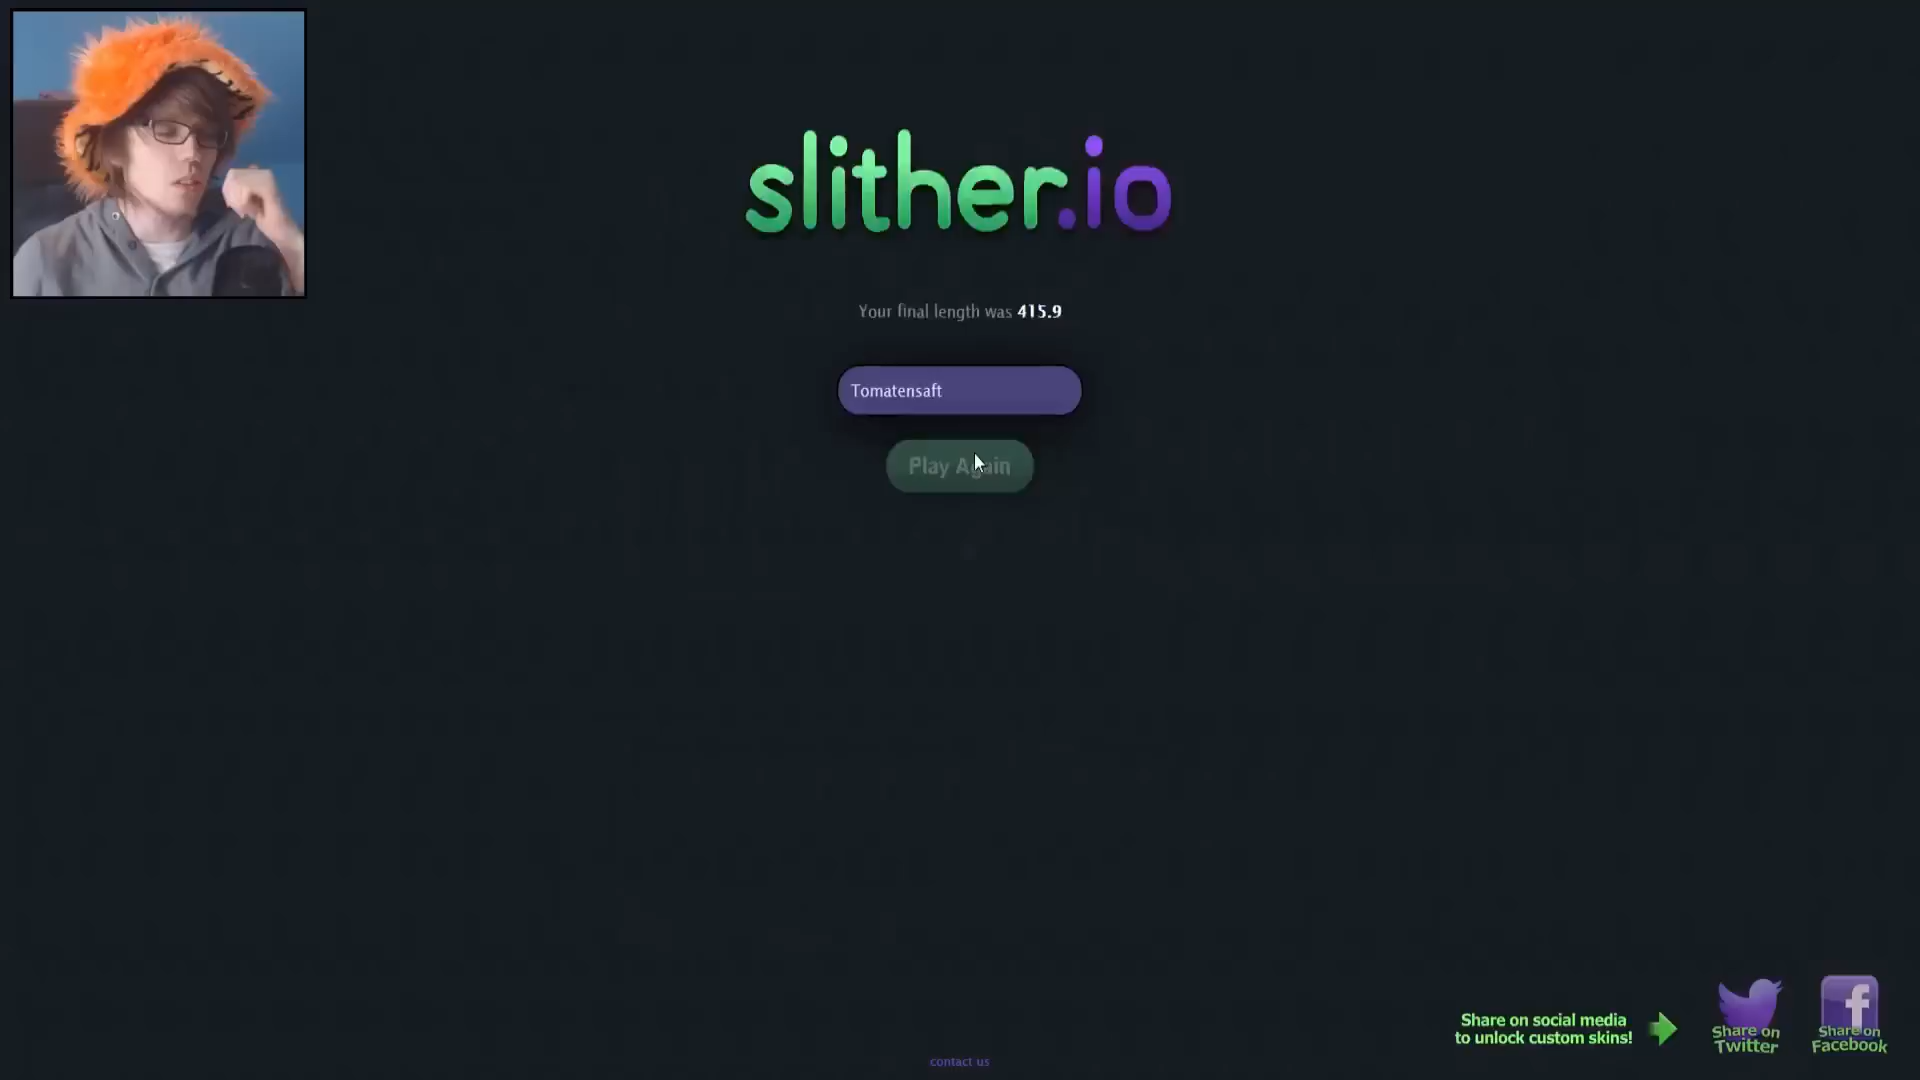 slither.io
Your final length was 415.9
Tomatensaft
Play Again
Share on social media
to unlock custom skins!
Share on
Twitter
Share on
Facebook
contact us